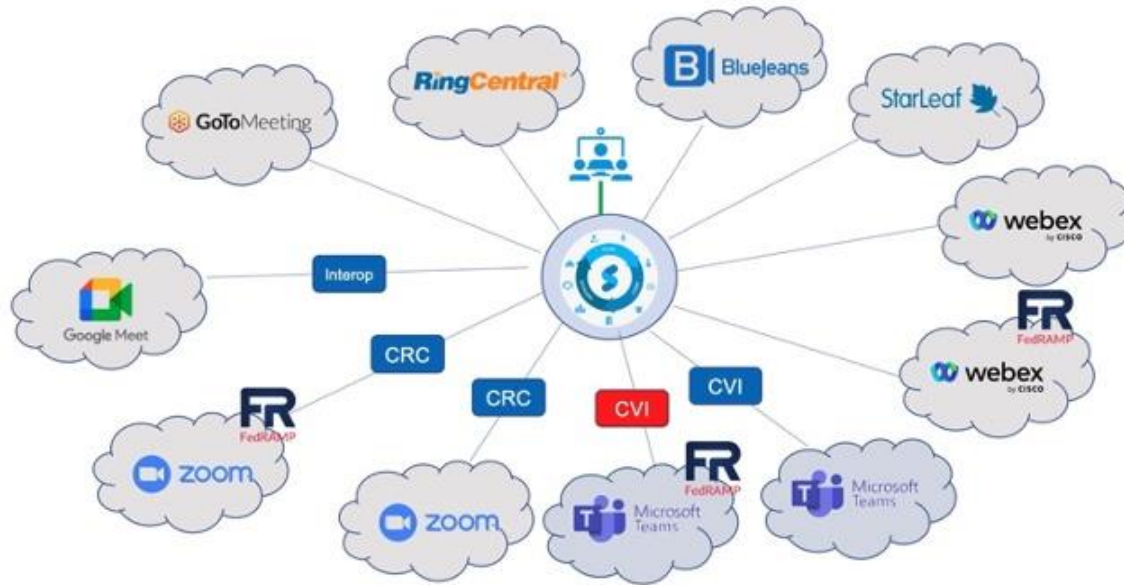 RingCentral
BlueJeans
GoToMeeting
StarLeaf
webex
by CISCO
Interop
Google Meet
FR
FedRAMP
webex
by CISCO
CRC
CRC
CVI
CVI
FR
FedRAMP
zoom
zoom
FR
FedRAMP
Microsoft
Teams
Microsoft
Teams